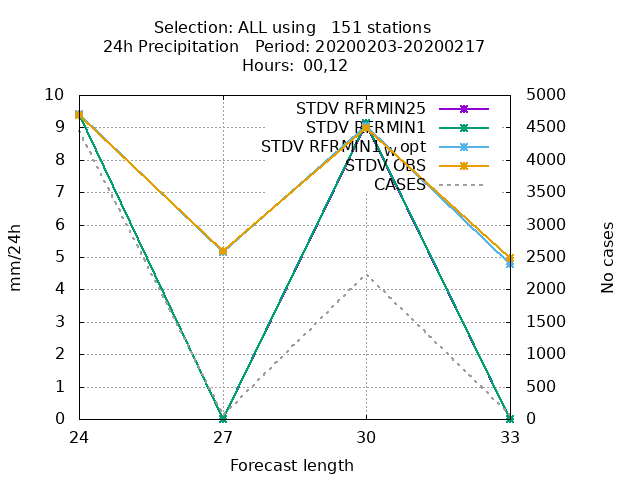 Selection: ALL using   151 stations
24h Precipitation   Period: 20200203-20200217
Hours: 00,12
10
9
8
7
6
5
4
3
2
1
0
5000
4500
4000
3500
3000
2500
2000
1500
1000
500
0
STDV RFRMIN25
STDV RFRMIN1
STDV RFRMIN1_W opt
STDV OBS
CASES
mm/24h
No cases
24
27
30
33
Forecast length